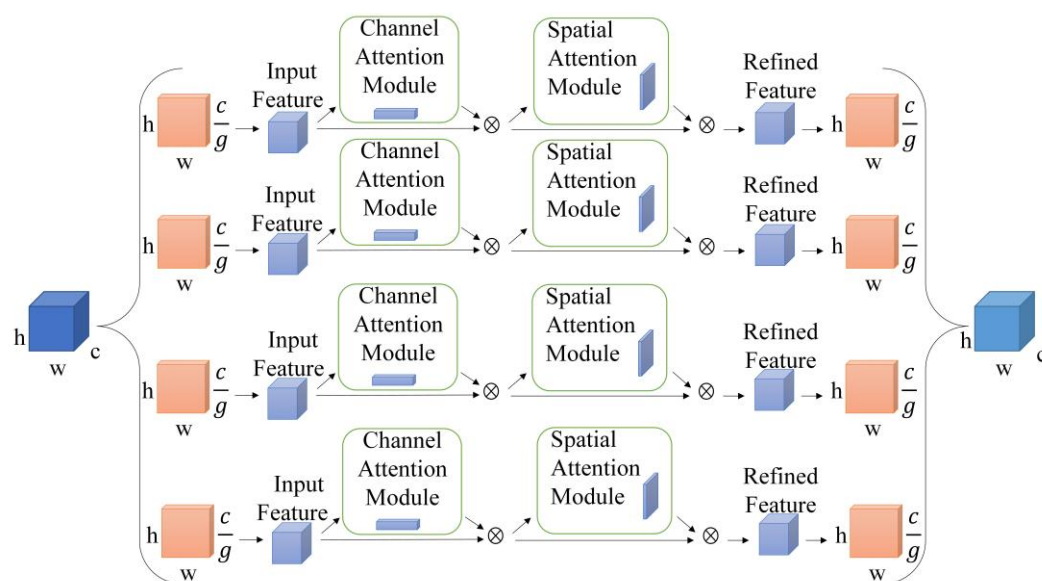 Channel
Attention
Module
Spatial
Attention
Module
Input
Feature
Refined
Feature
h
c
g
w
⊗
⊗
h
c
g
w
Channel
Attention
Module
Spatial
Attention
Module
Input
Feature
Refined
Feature
h
c
g
w
⊗
⊗
h
c
g
w
h
w
c
Channel
Attention
Module
Spatial
Attention
Module
Input
Feature
Refined
Feature
h
c
g
w
⊗
⊗
h
c
g
w
h
w
c
Channel
Attention
Module
Spatial
Attention
Module
Input
Feature
Refined
Feature
h
c
g
w
⊗
⊗
h
c
g
w